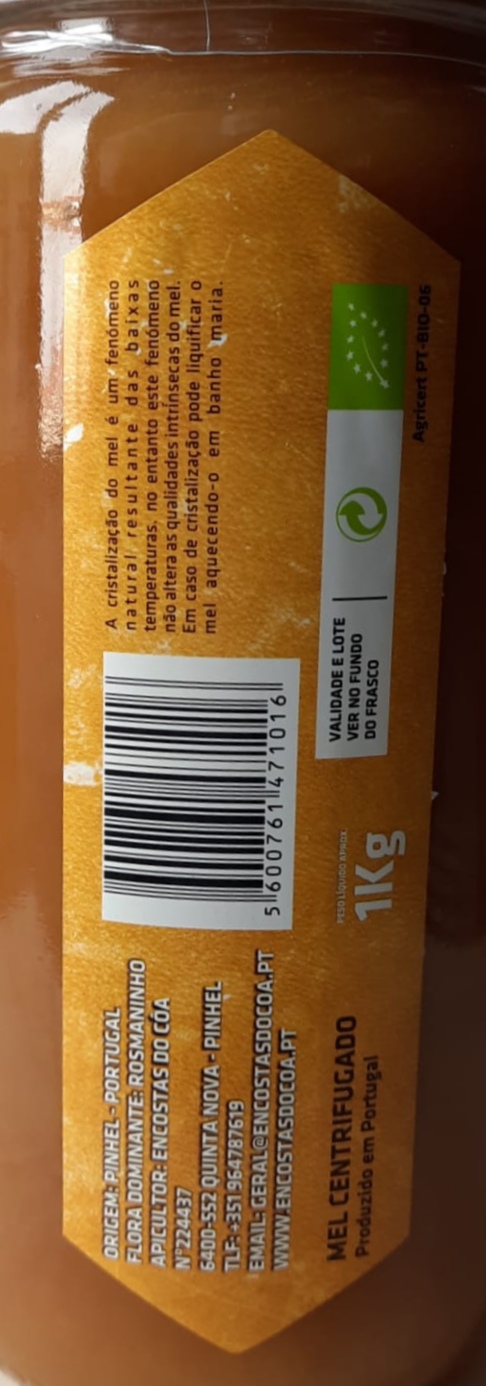 ORIGEM: PINHEL - PORTUGAL
FLORA DOMINANTE: ROSMANINHO
APICULTOR: ENCOSTAS DO CÔA
Nº224437
6400-552 QUINTA NOVA - PINHEL
TLF: +351 964787619
EMAIL: GERAL@ENCOSTASDOCOA.PT
WWW.ENCOSTASDOCOA.PT
MEL CENTRIFUGADO
Produzido em Portugal
5 600761 471016
PESO LÍQUIDO APROX.
1Kg
A cristalização do mel é um fenómeno
natural resultante das baixas
temperaturas, no entanto este fenómeno
não altera as qualidades intrínsecas do mel.
Em caso de cristalização pode liquificar o
mel aquecendo-o em banho maria.
VALIDADE E LOTE
VER NO FUNDO
DO FRASCO
Agricert PT-BIO-06